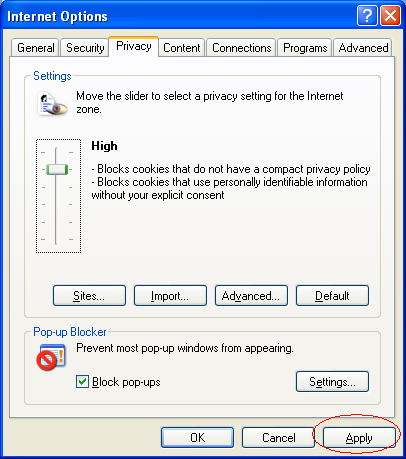 Internet Options
General Security Privacy Content Connections Programs Advanced
Settings
Move the slider to select a privacy setting for the Internet
zone.
High
- Blocks cookies that do not have a compact privacy policy
- Blocks cookies that use personally identifiable information
without your explicit consent
Sites... Import... Advanced... Default
Pop-up Blocker
Prevent most pop-up windows from appearing.
Block pop-ups
Settings...
OK Cancel Apply